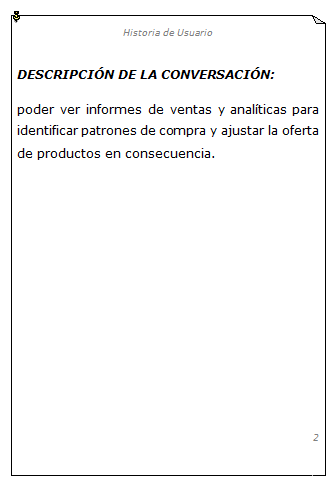 Historia de Usuario
DESCRIPCIÓN DE LA CONVERSACIÓN:
poder ver informes de ventas y analíticas para
identificar patrones de compra y ajustar la oferta
de productos en consecuencia.
2